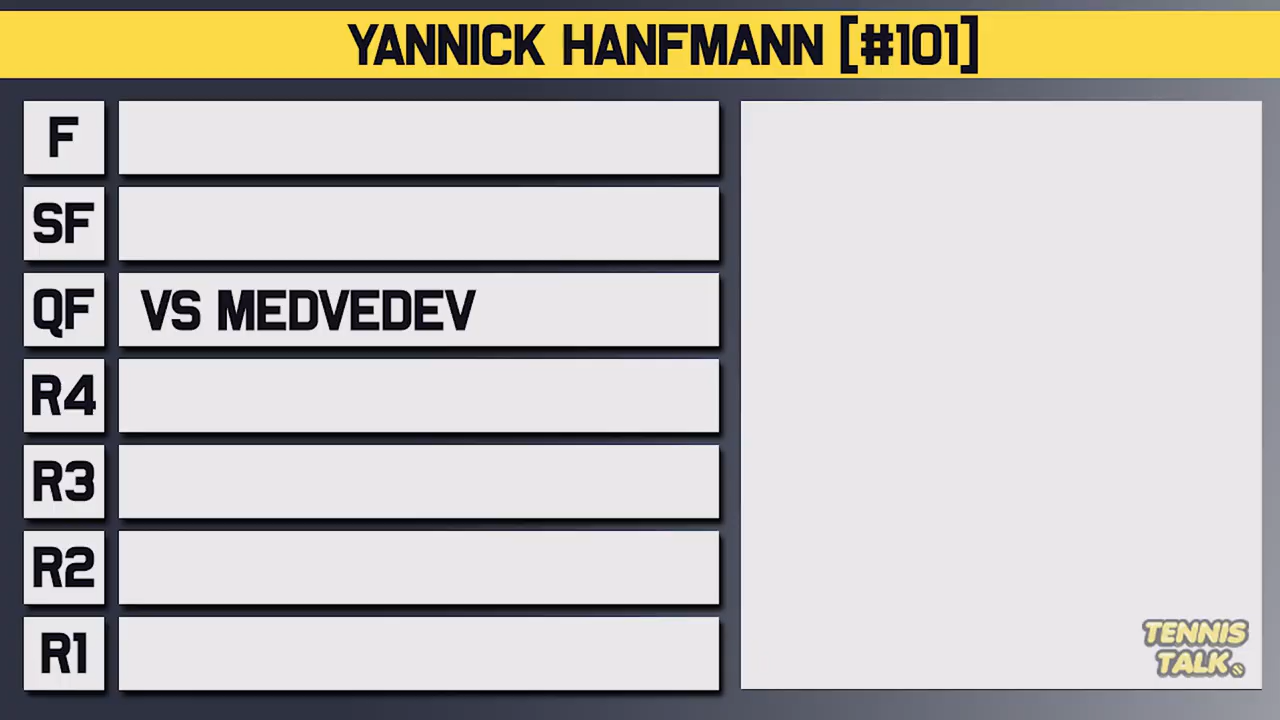 YANNICK HANFMANN [#101]
F
SF
QF VS MEDVEDEV
R4
R3
R2
R1
TENNIS
TALK